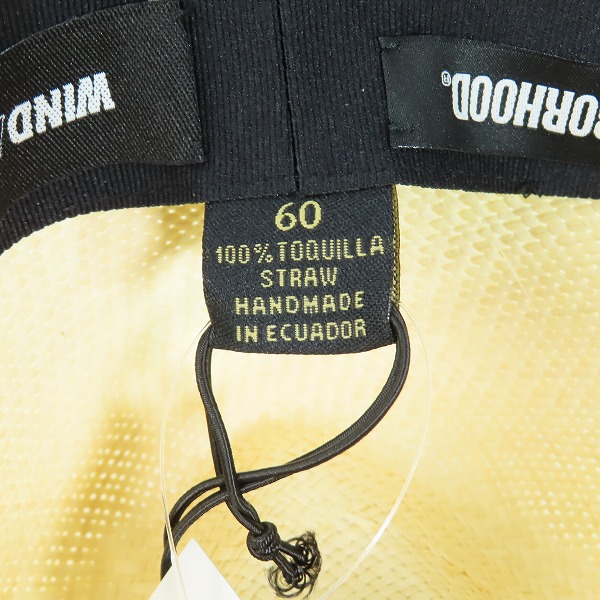 WIND
ORHOOD®
60
100% TOQUILLA
STRAW
HANDMADE
IN ECUADOR